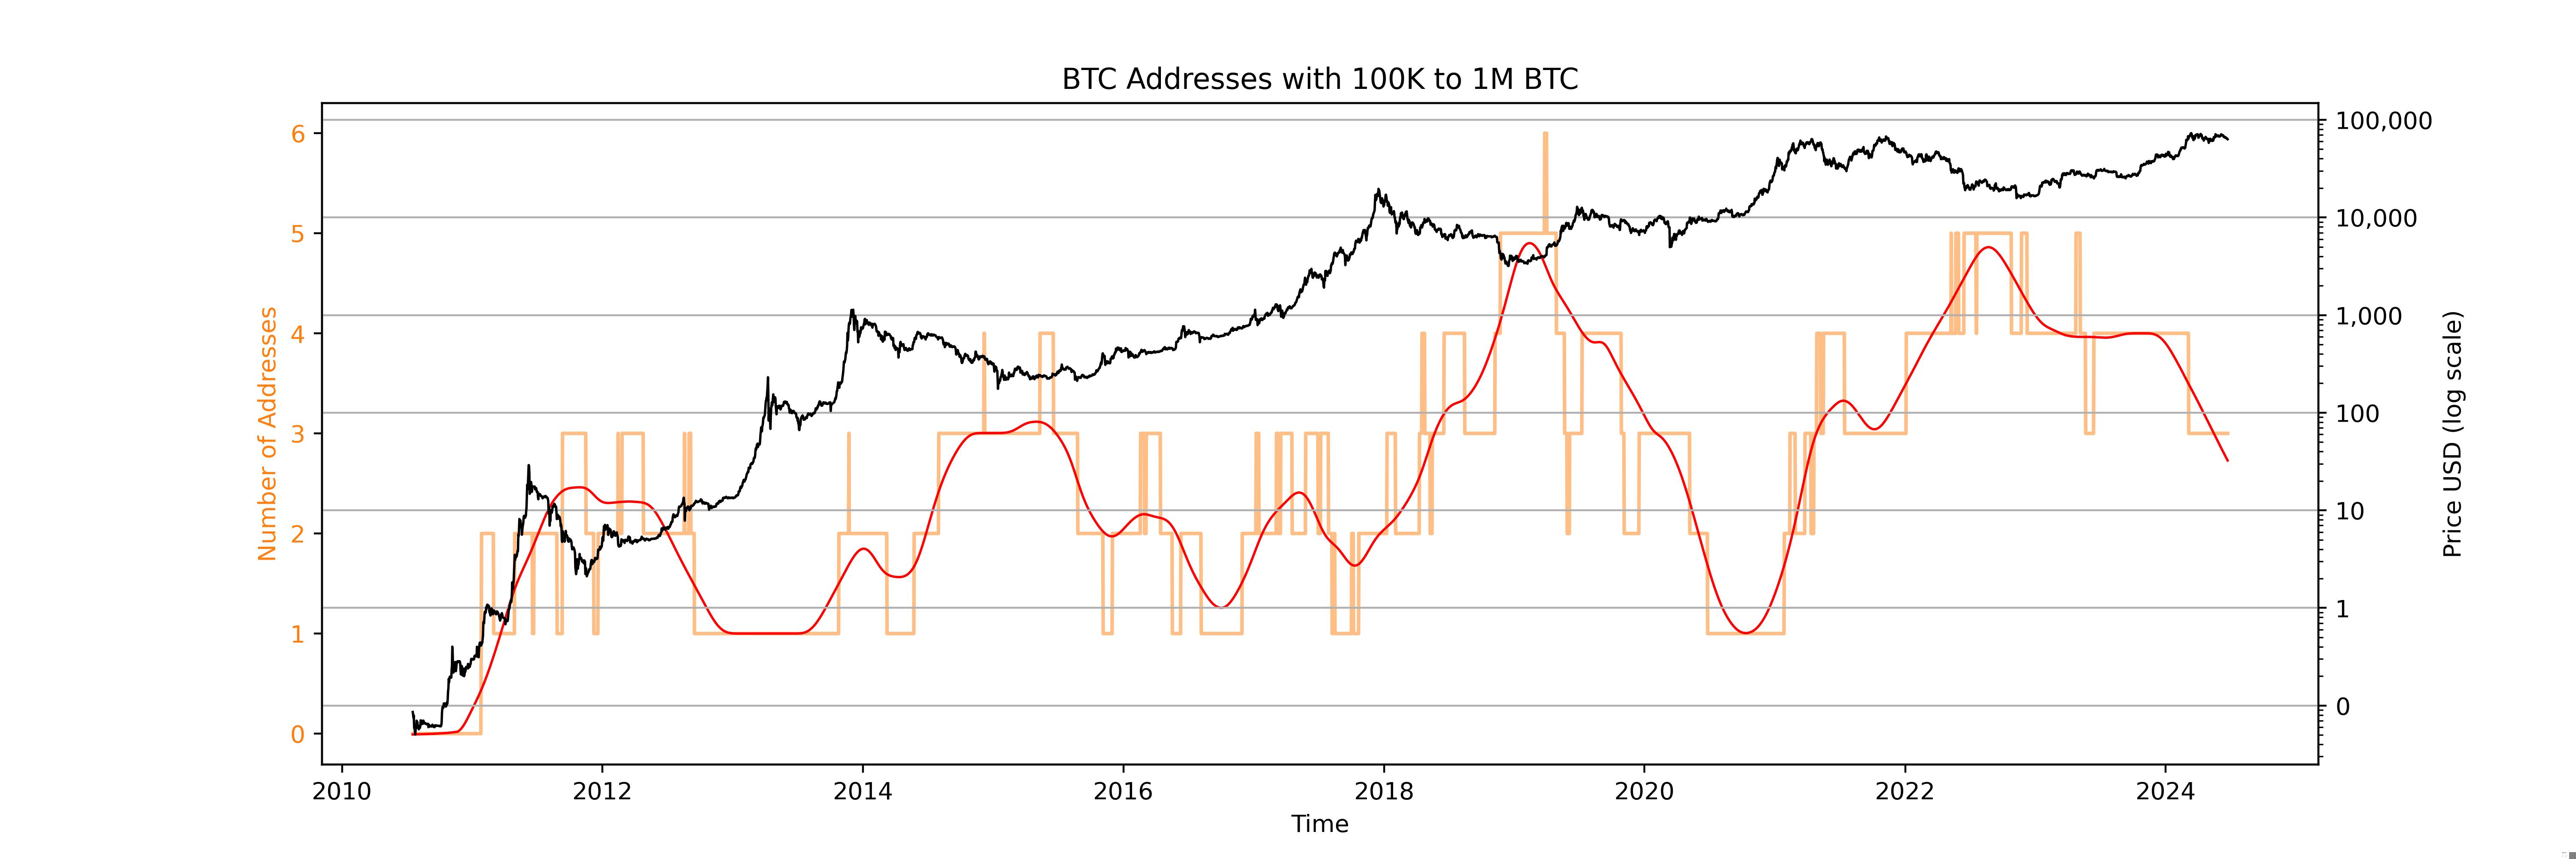 BTC Addresses with 100K to 1M BTC
Number of Addresses
6
5
4
3
2
1
0
100,000
10,000
1,000
100
10
1
0
Price USD (log scale)
2010 2012 2014 2016 2018 2020 2022 2024
Time